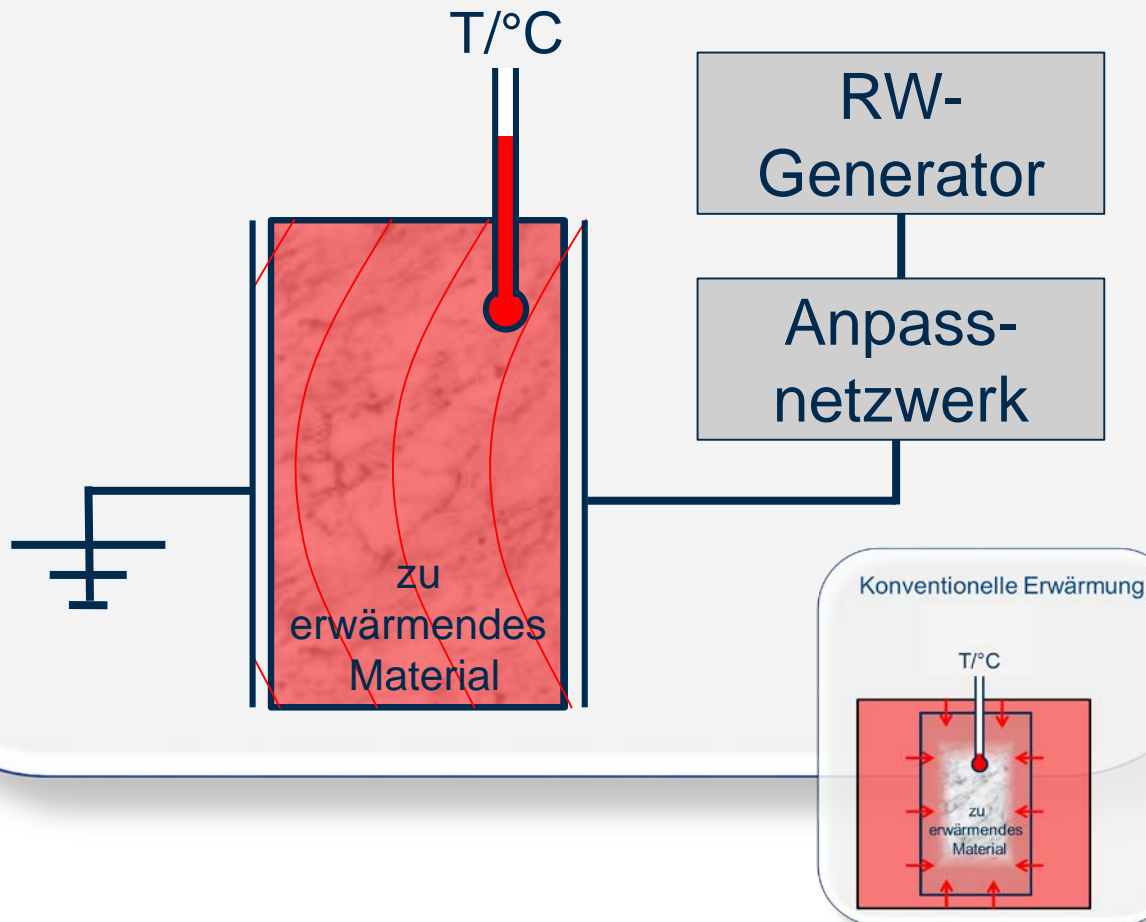 T/°C
RW-
Generator
Anpass-
netzwerk
zu
erwärmendes
Material
Konventionelle Erwärmung
T/°C
zu
erwärmendes
Material